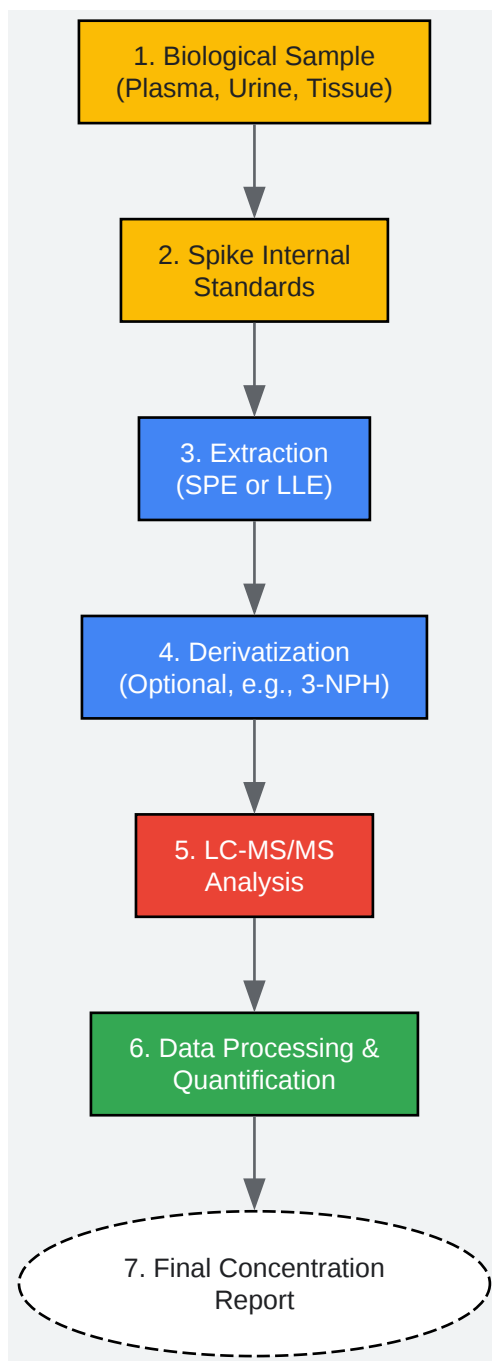 1. Biological Sample
(Plasma, Urine, Tissue)
2. Spike Internal
Standards
3. Extraction
(SPE or LLE)
4. Derivatization
(Optional, e.g., 3-NPH)
5. LC-MS/MS
Analysis
6. Data Processing &
Quantification
7. Final Concentration
Report